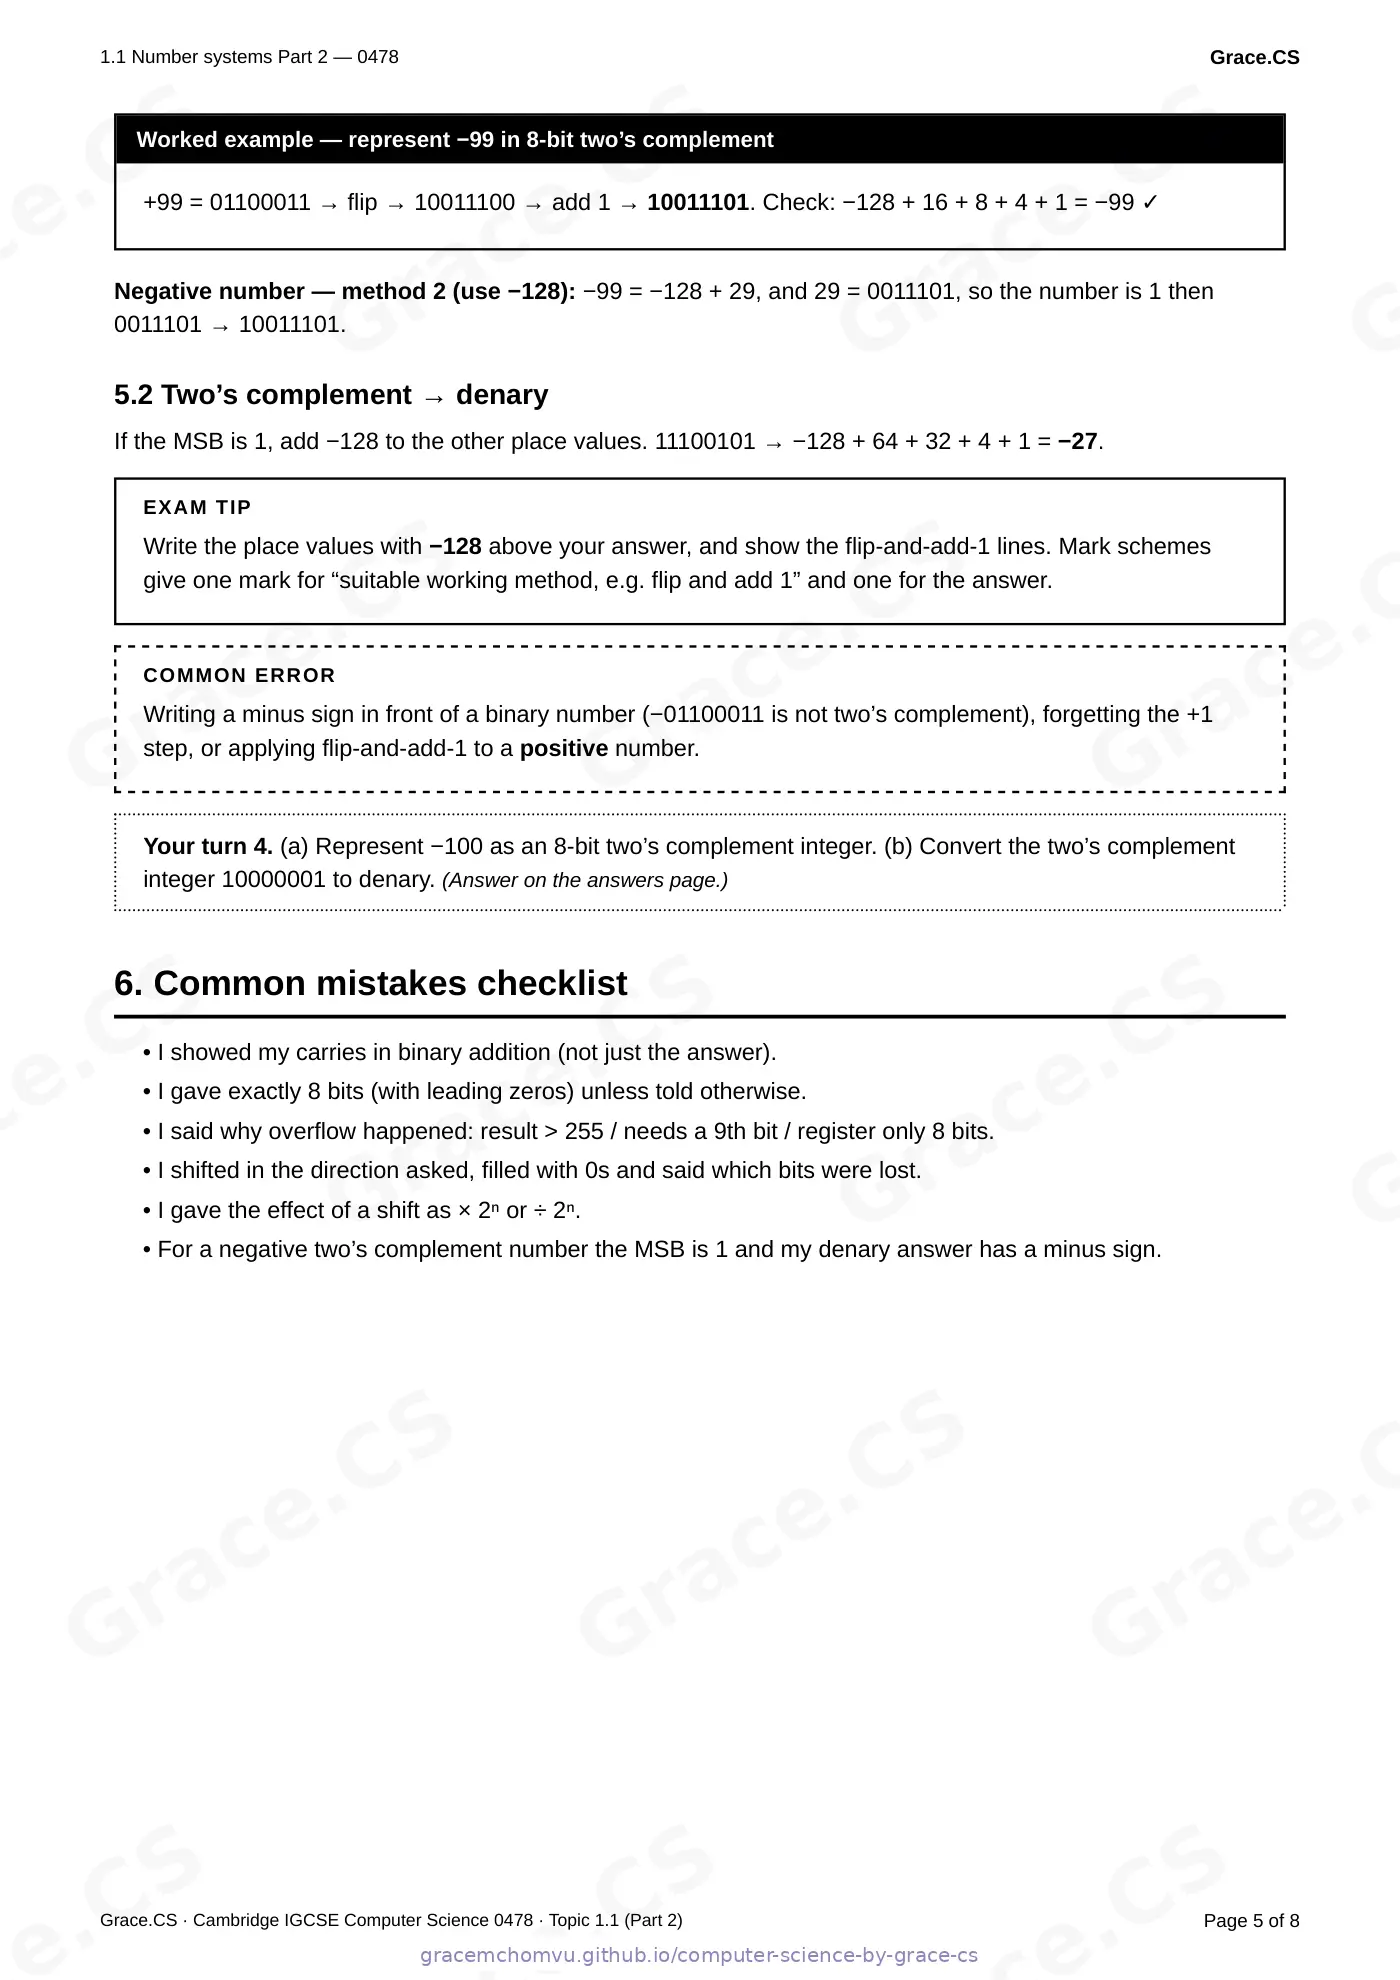 1.1 Number systems Part 2 — 0478
Grace.CS
Worked example — represent −99 in 8-bit two’s complement
+99 = 01100011 → flip → 10011100 → add 1 → 10011101. Check: −128 + 16 + 8 + 4 + 1 = −99 ✓
Negative number — method 2 (use −128): −99 = −128 + 29, and 29 = 0011101, so the number is 1 then
0011101 → 10011101.
5.2 Two’s complement → denary
If the MSB is 1, add −128 to the other place values. 11100101 → −128 + 64 + 32 + 4 + 1 = −27.
EXAM TIP
Write the place values with −128 above your answer, and show the flip-and-add-1 lines. Mark schemes
give one mark for “suitable working method, e.g. flip and add 1” and one for the answer.
COMMON ERROR
Writing a minus sign in front of a binary number (−01100011 is not two’s complement), forgetting the +1
step, or applying flip-and-add-1 to a positive number.
Your turn 4. (a) Represent −100 as an 8-bit two’s complement integer. (b) Convert the two’s complement
integer 10000001 to denary. (Answer on the answers page.)
6. Common mistakes checklist
• I showed my carries in binary addition (not just the answer).
• I gave exactly 8 bits (with leading zeros) unless told otherwise.
• I said why overflow happened: result > 255 / needs a 9th bit / register only 8 bits.
• I shifted in the direction asked, filled with 0s and said which bits were lost.
• I gave the effect of a shift as × 2ⁿ or ÷ 2ⁿ.
• For a negative two’s complement number the MSB is 1 and my denary answer has a minus sign.
Grace.CS · Cambridge IGCSE Computer Science 0478 · Topic 1.1 (Part 2)
Page 5 of 8
gracemchomvu.github.io/computer-science-by-grace-cs